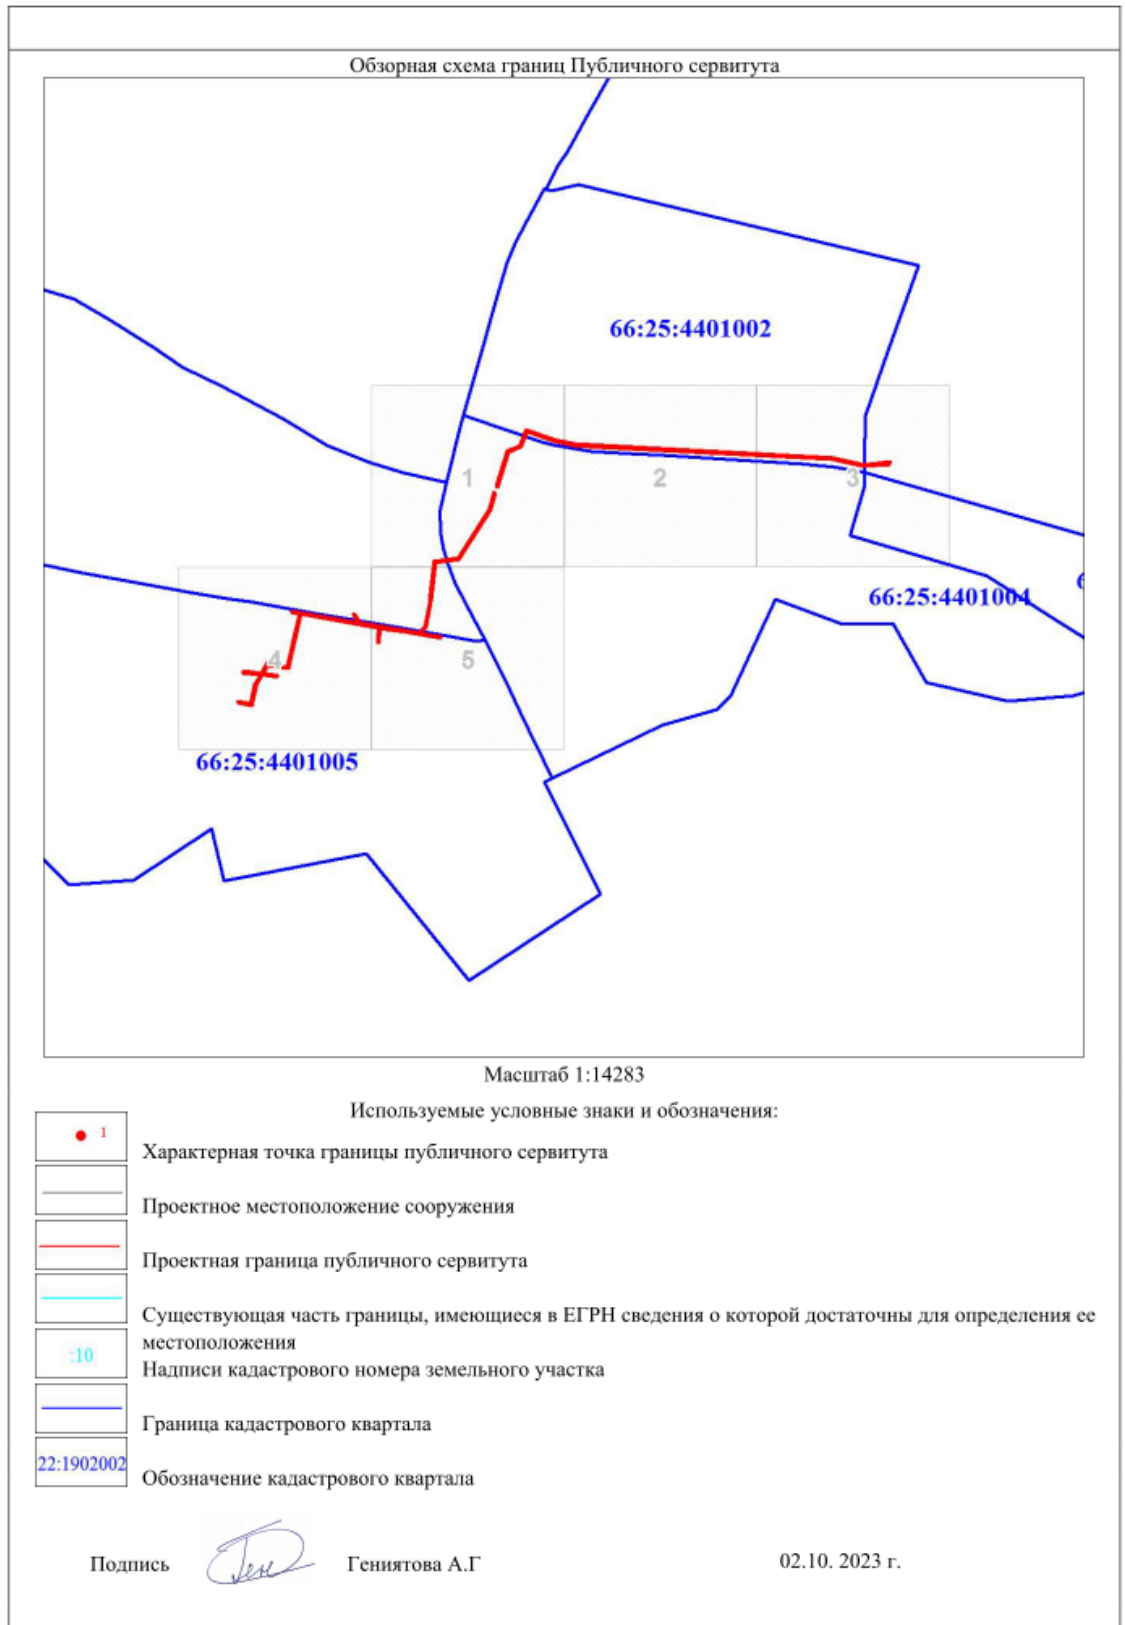 Обзорная схема границ Публичного сервитута
66:25:4401002
1
2
3
66:25:4401004
6
4
5
66:25:4401005
Масштаб 1:14283
Используемые условные знаки и обозначения:
1
Характерная точка границы публичного сервитута
Проектное местоположение сооружения
Проектная граница публичного сервитута
Существующая часть границы, имеющиеся в ЕГРН сведения о которой достаточны для определения ее
местоположения
:10
Надписи кадастрового номера земельного участка
Граница кадастрового квартала
22:1902002
Обозначение кадастрового квартала
Подпись Гениятова А.Г 02.10. 2023 г.